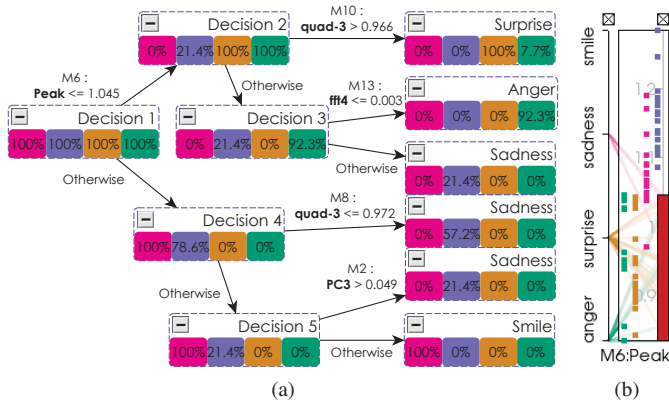 M10 :
quad-3 > 0.966
Decision 2
0% 21.4% 100% 100%
Surprise
0% 0% 100% 7.7%
M6 :
Peak <= 1.045
Otherwise
M13 :
fft4 <= 0.003
Decision 1
100% 100% 100% 100%
Decision 3
0% 21.4% 0% 92.3%
Anger
0% 0% 0% 92.3%
Otherwise
Otherwise
Sadness
0% 21.4% 0% 0%
M8 :
quad-3 <= 0.972
Decision 4
100% 78.6% 0% 0%
Sadness
0% 57.2% 0% 0%
Otherwise
M2 :
PC3 > 0.049
Sadness
0% 21.4% 0% 0%
Decision 5
100% 21.4% 0% 0%
Otherwise
Smile
100% 0% 0% 0%
(a)
smile
sadness
surprise
anger
1.2
1
0.9
M6:Peak
(b)